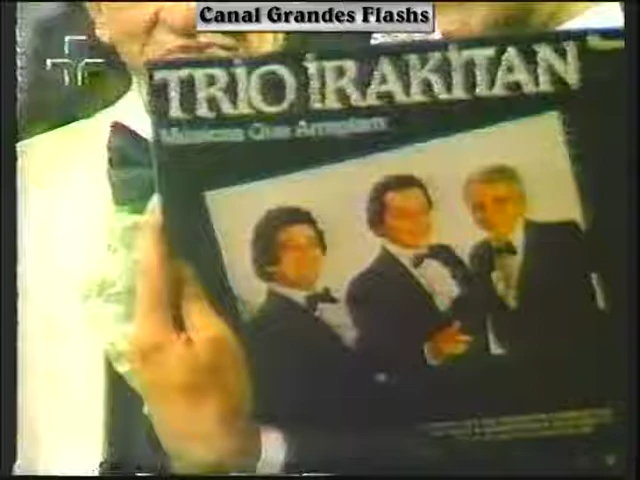 Canal Grandes Flashs
TRIO IRAKITAN
Músicas Que Arrepiam